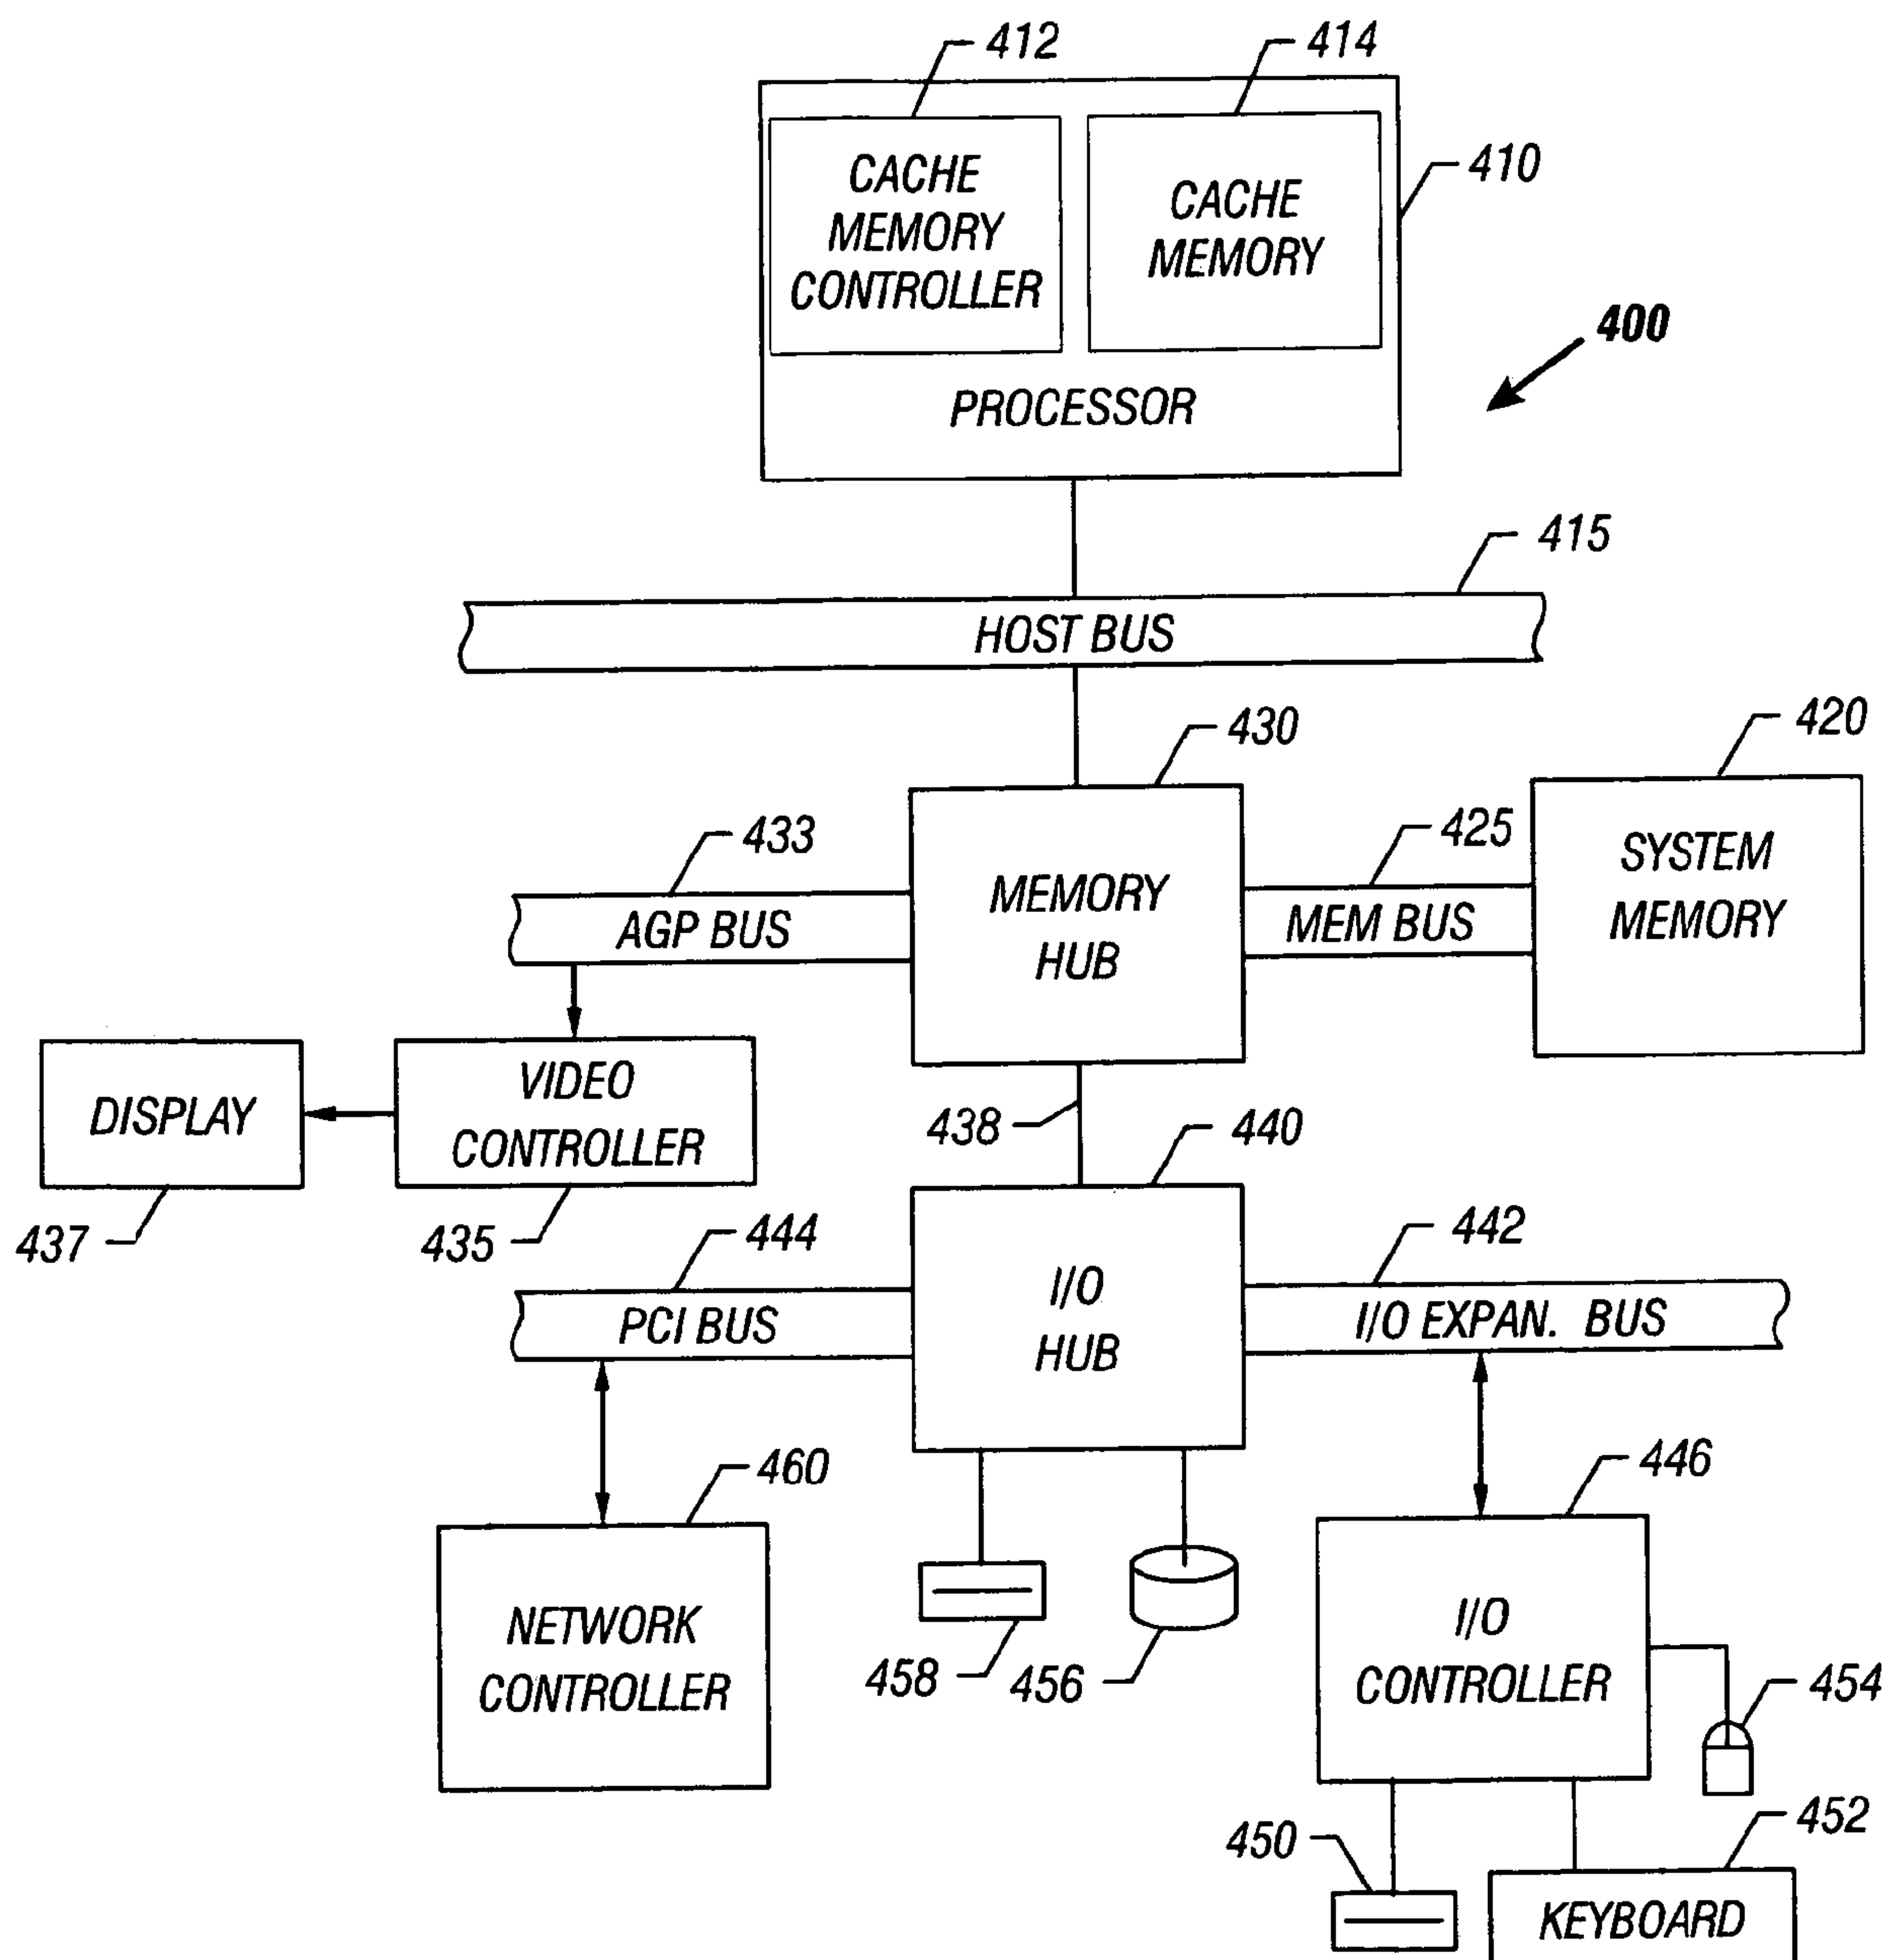 412
414
CACHE
MEMORY
CONTROLLER
CACHE
MEMORY
410
PROCESSOR
400
415
HOST BUS
430
420
433
425
AGP BUS
MEMORY
HUB
MEM BUS
SYSTEM
MEMORY
DISPLAY
VIDEO
CONTROLLER
437
435
438
440
444
442
PCI BUS
I/O
HUB
I/O EXPAN. BUS
460
446
NETWORK
CONTROLLER
458
456
I/O
CONTROLLER
454
450
452
KEYBOARD